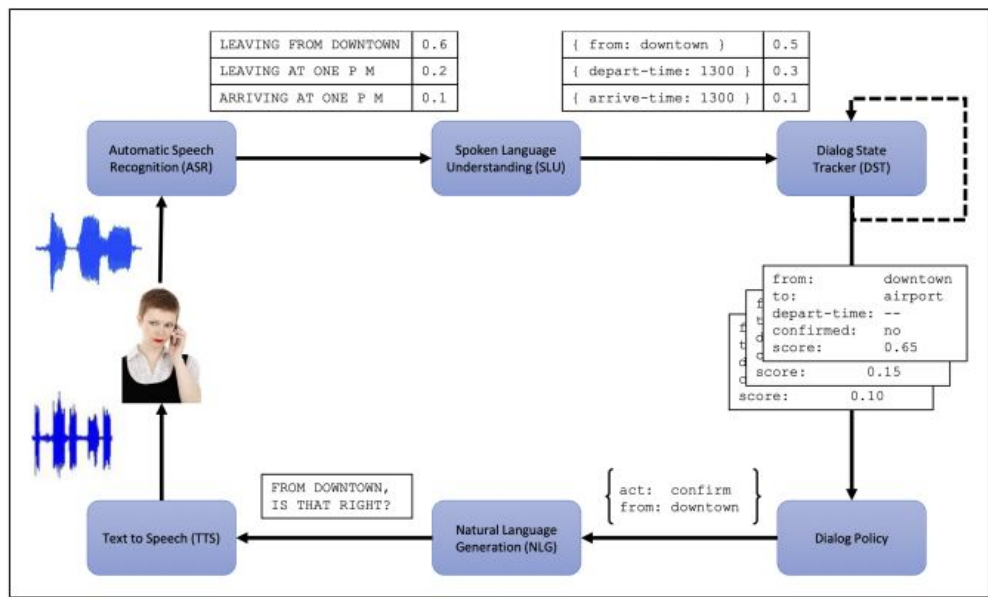 LEAVING FROM DOWNTOWN 0.6
LEAVING AT ONE P M 0.2
ARRIVING AT ONE P M 0.1
{ from: downtown } 0.5
{ depart-time: 1300 } 0.3
{ arrive-time: 1300 } 0.1
Automatic Speech
Recognition (ASR)
Spoken Language
Understanding (SLU)
Dialog State
Tracker (DST)
from: downtown
to: airport
depart-time: --
confirmed: no
score: 0.65
score: 0.15
score: 0.10
act: confirm
from: downtown
FROM DOWNTOWN,
IS THAT RIGHT?
Text to Speech (TTS)
Natural Language
Generation (NLG)
Dialog Policy